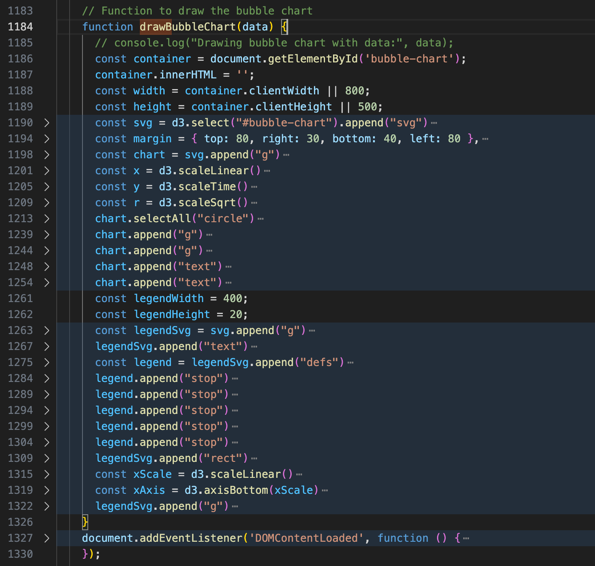 1183 // Function to draw the bubble chart
1184 function drawBubbleChart(data) {
1185 // console.log("Drawing bubble chart with data:", data);
1186 const container = document.getElementById('bubble-chart');
1187 container.innerHTML = '';
1188 const width = container.clientWidth || 800;
1189 const height = container.clientHeight || 500;
1190 > const svg = d3.select("#bubble-chart").append("svg") ⋯
1194 > const margin = { top: 80, right: 30, bottom: 40, left: 80 }, ⋯
1198 > const chart = svg.append("g") ⋯
1201 > const x = d3.scaleLinear() ⋯
1205 > const y = d3.scaleTime() ⋯
1209 > const r = d3.scaleSqrt() ⋯
1213 > chart.selectAll("circle") ⋯
1239 > chart.append("g") ⋯
1244 > chart.append("g") ⋯
1248 > chart.append("text") ⋯
1254 > chart.append("text") ⋯
1261 const legendWidth = 400;
1262 const legendHeight = 20;
1263 > const legendSvg = svg.append("g") ⋯
1267 > legendSvg.append("text") ⋯
1275 > const legend = legendSvg.append("defs") ⋯
1284 > legend.append("stop") ⋯
1289 > legend.append("stop") ⋯
1294 > legend.append("stop") ⋯
1299 > legend.append("stop") ⋯
1304 > legend.append("stop") ⋯
1309 > legendSvg.append("rect") ⋯
1315 > const xScale = d3.scaleLinear() ⋯
1319 > const xAxis = d3.axisBottom(xScale) ⋯
1322 > legendSvg.append("g") ⋯
1326 }
1327 > document.addEventListener('DOMContentLoaded', function () { ⋯
1330 });